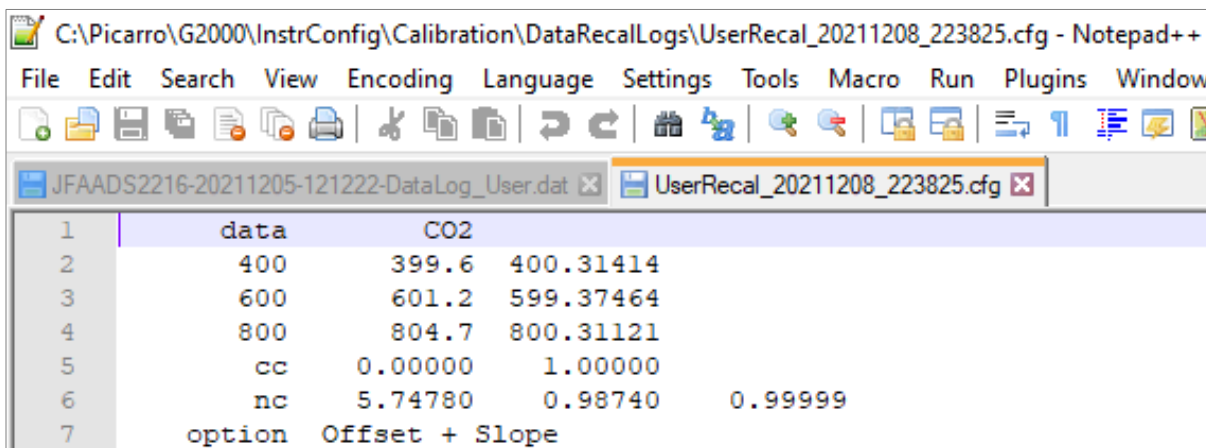 C:\Picarro\G2000\InstrConfig\Calibration\DataRecalLogs\UserRecal_20211208_223825.cfg - Notepad++
File Edit Search View Encoding Language Settings Tools Macro Run Plugins Window
JFAADS2216-20211205-121222-DataLog_User.dat UserRecal_20211208_223825.cfg
1 data CO2
2 400 399.6 400.31414
3 600 601.2 599.37464
4 800 804.7 800.31121
5 cc 0.00000 1.00000
6 nc 5.74780 0.98740 0.99999
7 option Offset + Slope